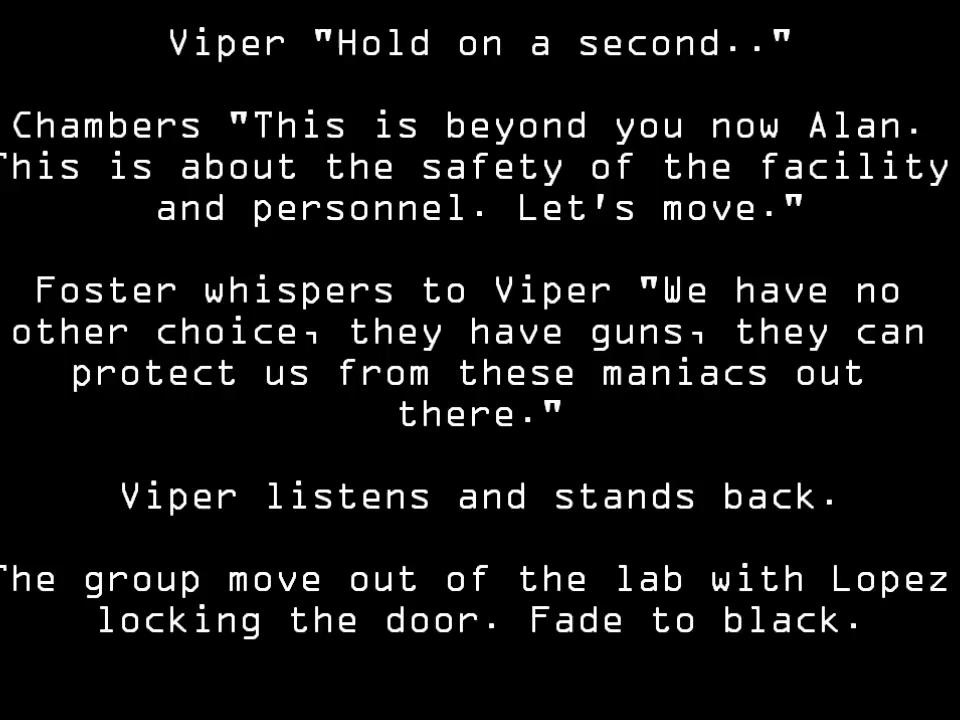 Viper "Hold on a second.."
Chambers "This is beyond you now Alan.
This is about the safety of the facility
and personnel. Let's move."
Foster whispers to Viper "We have no
other choice, they have guns, they can
protect us from these maniacs out
there."
Viper listens and stands back.
The group move out of the lab with Lopez
locking the door. Fade to black.